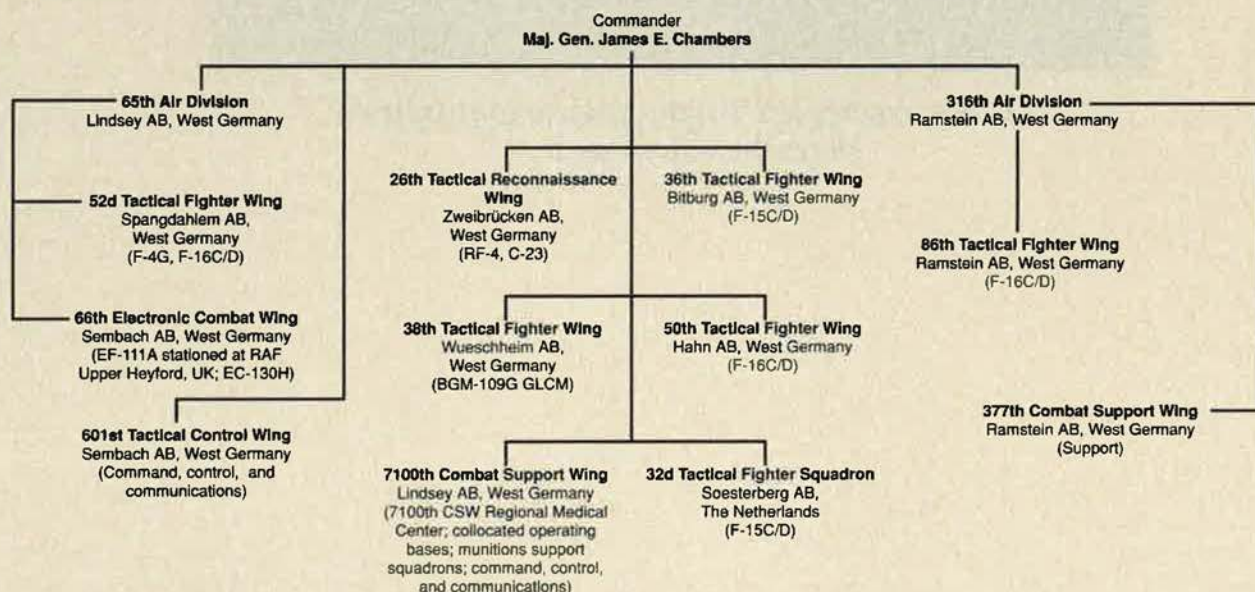 Commander
Maj. Gen. James E. Chambers
65th Air Division
Lindsey AB, West Germany
316th Air Division
Ramstein AB, West Germany
52d Tactical Fighter Wing
Spangdahlem AB,
West Germany
(F-4G, F-16C/D)
26th Tactical Reconnaissance
Wing
Zweibrücken AB,
West Germany
(RF-4, C-23)
36th Tactical Fighter Wing
Bitburg AB, West Germany
(F-15C/D)
86th Tactical Fighter Wing
Ramstein AB, West Germany
(F-16C/D)
66th Electronic Combat Wing
Sembach AB, West Germany
(EF-111A stationed at RAF
Upper Heyford, UK; EC-130H)
38th Tactical Fighter Wing
Wueschheim AB,
West Germany
(BGM-109G GLCM)
50th Tactical Fighter Wing
Hahn AB, West Germany
(F-16C/D)
377th Combat Support Wing
Ramstein AB, West Germany
(Support)
601st Tactical Control Wing
Sembach AB, West Germany
(Command, control, and
communications)
7100th Combat Support Wing
Lindsey AB, West Germany
(7100th CSW Regional Medical
Center; collocated operating
bases; munitions support
squadrons; command, control,
and communications)
32d Tactical Fighter Squadron
Soesterberg AB,
The Netherlands
(F-15C/D)